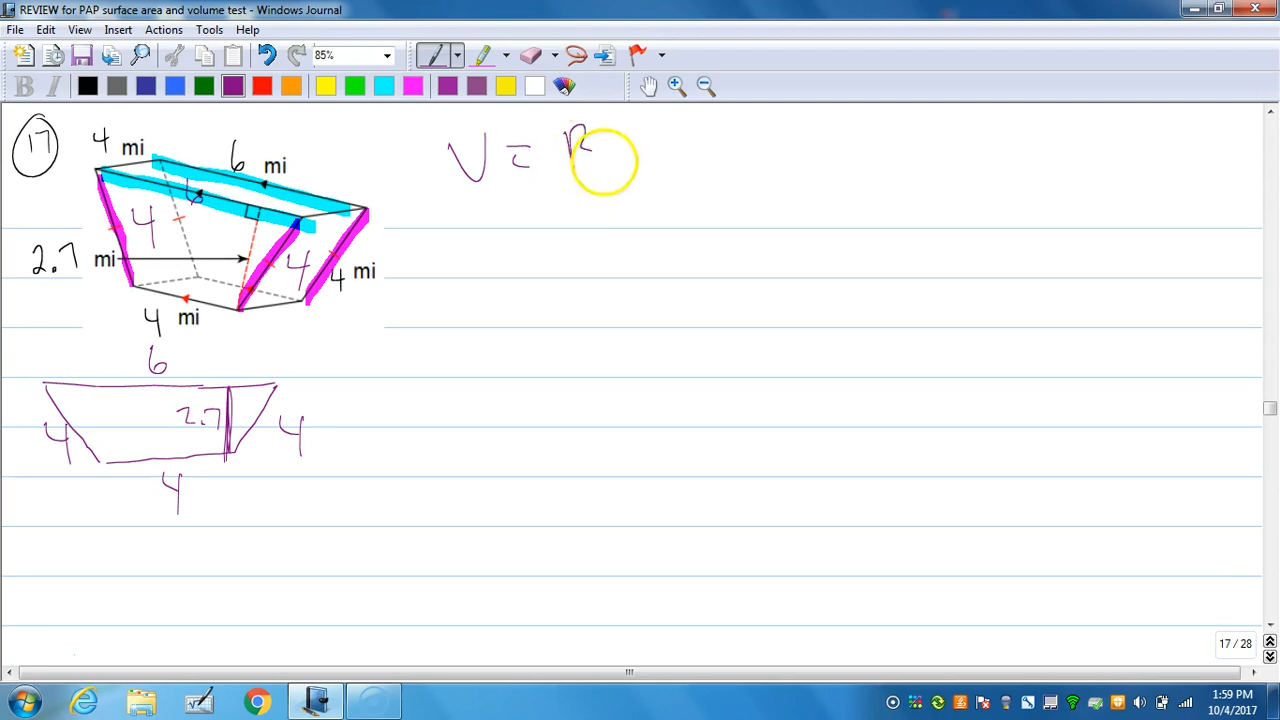 REVIEW for PAP surface area and volume test - Windows Journal
File Edit View Insert Actions Tools Help
85%
B I
17
4 mi
6 mi
6
4
2.7 mi
4
4 mi
4 mi
V =
6
2.7
4
4
4
17 / 28
1:59 PM
10/4/2017